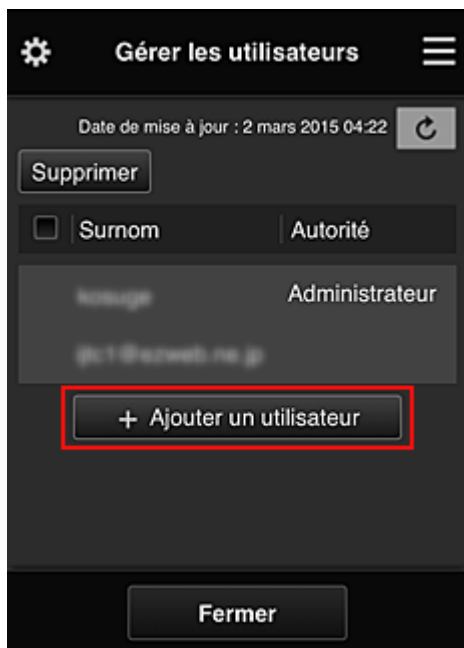 Gérer les utilisateurs
Date de mise à jour : 2 mars 2015 04:22
Supprimer
Surnom Autorité
Administrateur
+ Ajouter un utilisateur
Fermer